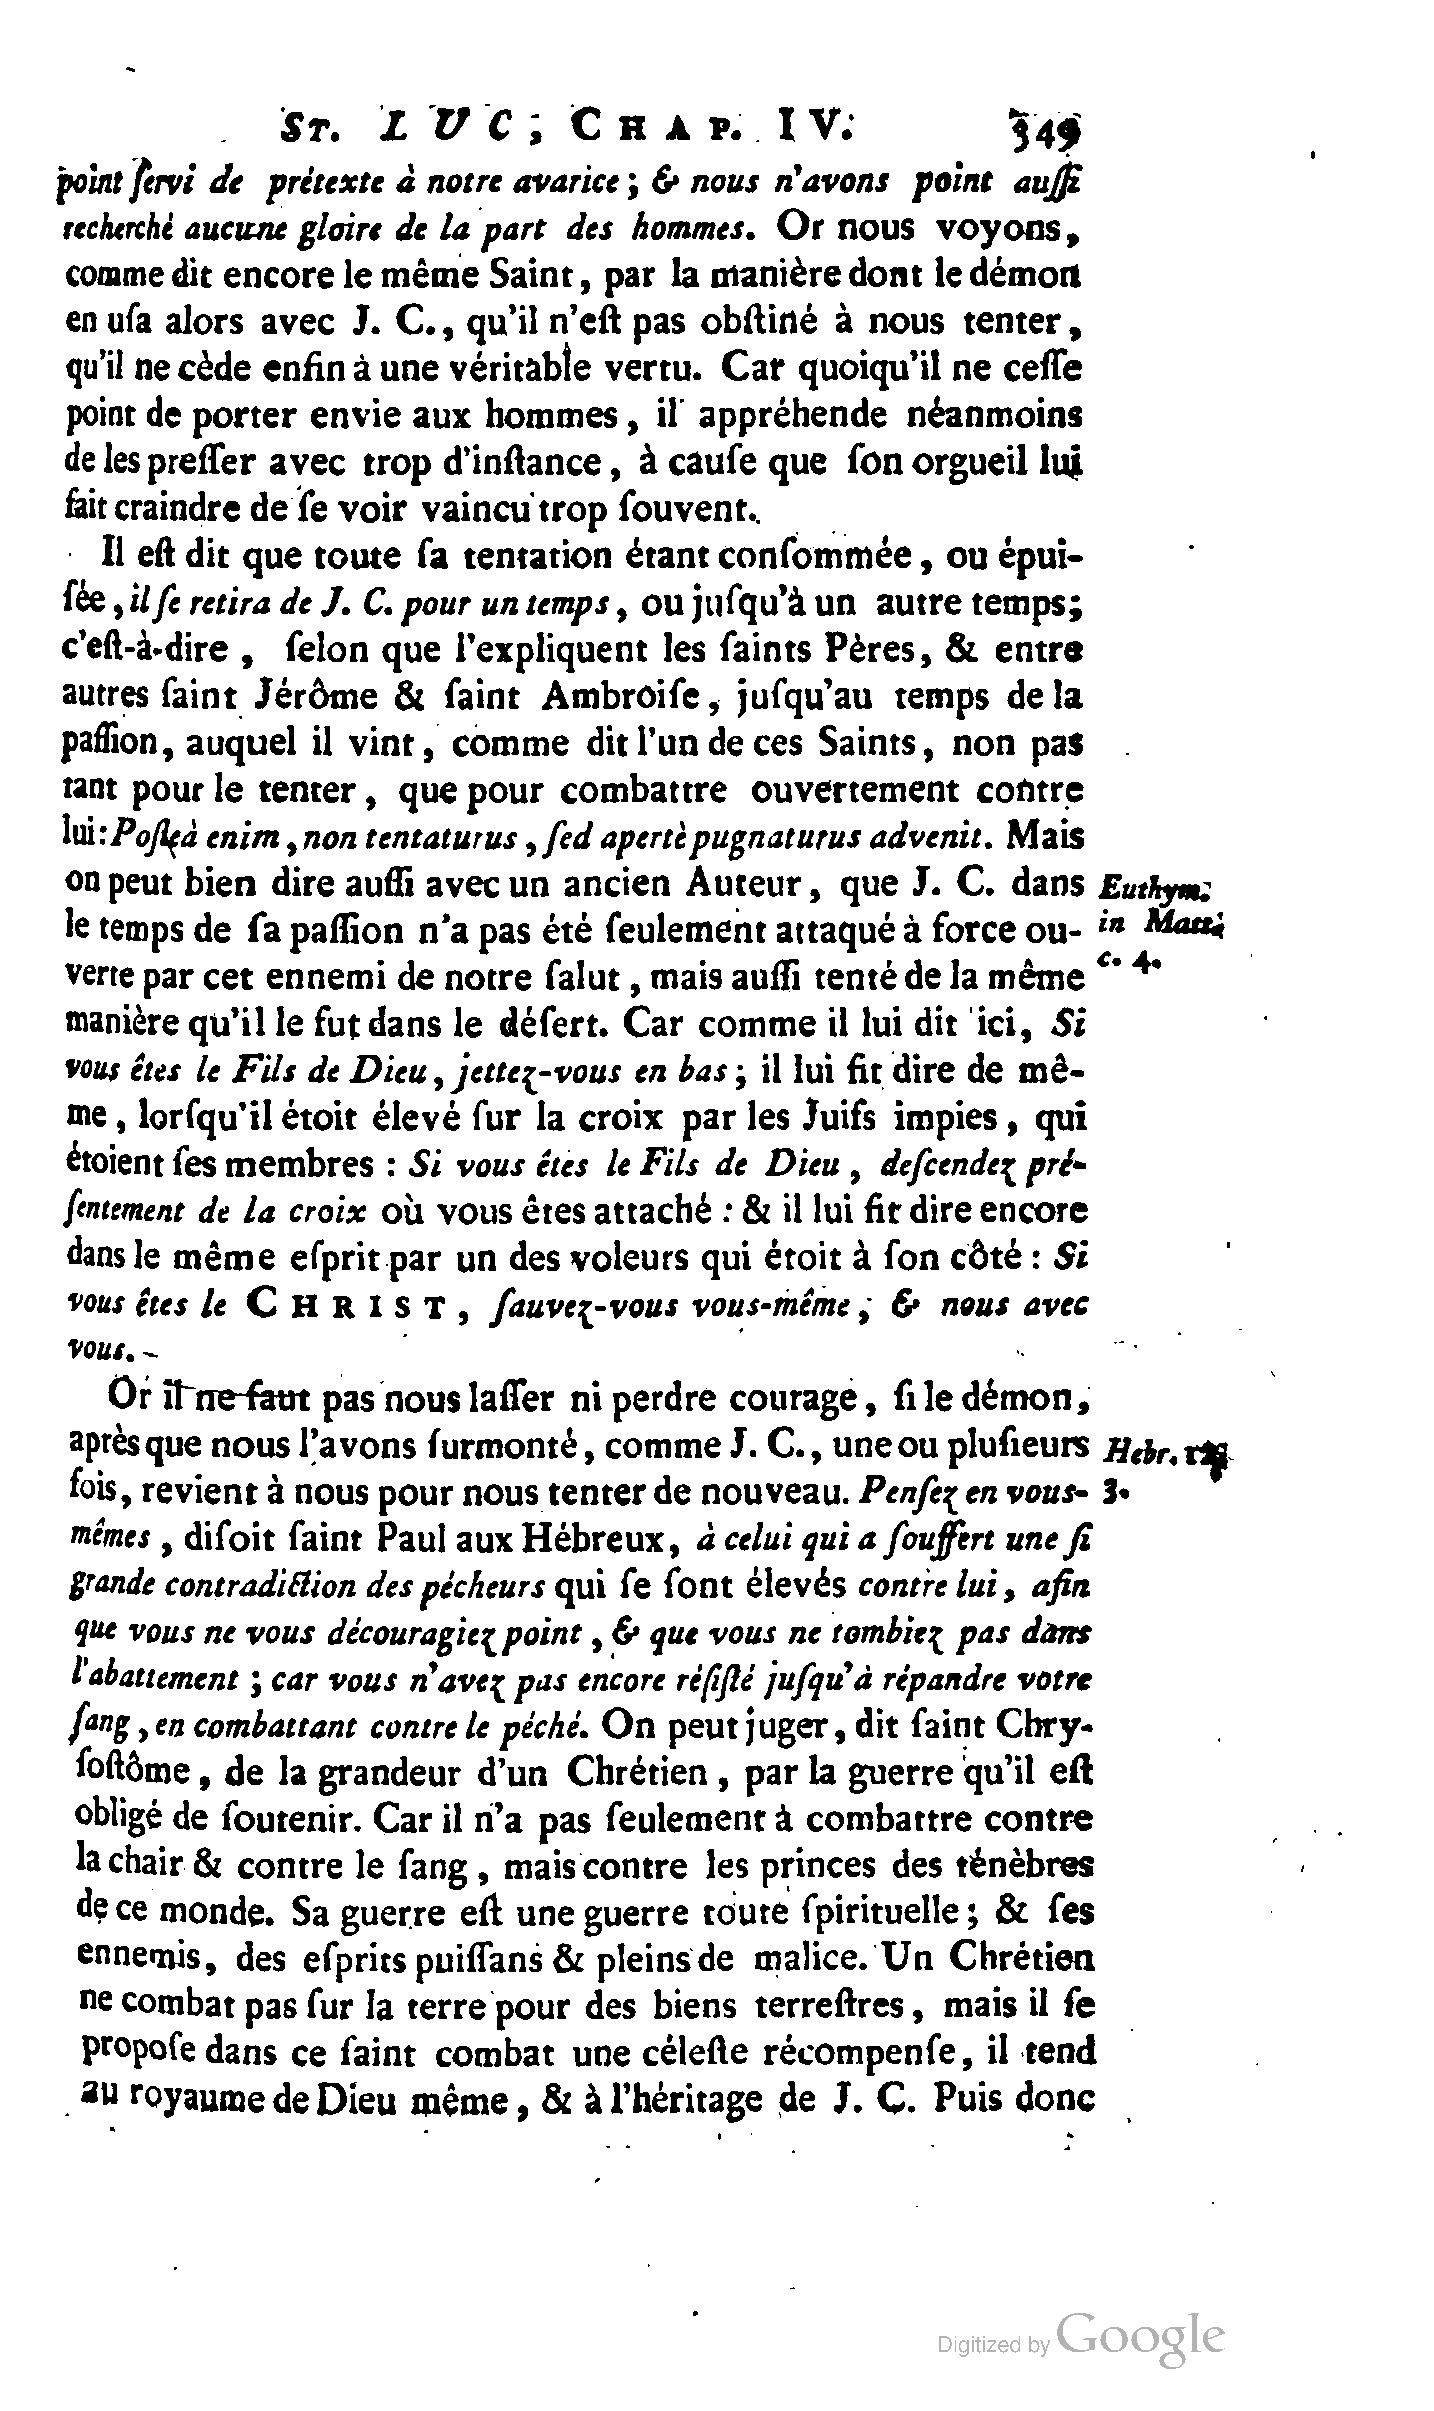 ST. LUC, CHAP. IV. 349
point ſervi de prétexte à notre avarice ; & nous n'avons point auſſi
recherché aucune gloire de la part des hommes. Or nous voyons,
comme dit encore le même Saint, par la manière dont le démon
en uſa alors avec J. C., qu'il n'eſt pas obſtiné à nous tenter,
qu'il ne cède enfin à une véritable vertu. Car quoiqu'il ne ceſſe
point de porter envie aux hommes, il appréhende néanmoins
de les preſſer avec trop d'inſtance, à cauſe que ſon orgueil lui
fait craindre de ſe voir vaincu trop ſouvent.
Il eſt dit que toute ſa tentation étant conſommée, ou épui-
ſée, il ſe retira de J. C. pour un temps, ou juſqu'à un autre temps;
c'eſt-à-dire, ſelon que l'expliquent les ſaints Pères, & entre
autres ſaint Jérôme & ſaint Ambroiſe, juſqu'au temps de la
paſſion, auquel il vint, comme dit l'un de ces Saints, non pas
tant pour le tenter, que pour combattre ouvertement contre
lui: Poſteà enim, non tentaturus, ſed apertè pugnaturus advenit. Mais
on peut bien dire auſſi avec un ancien Auteur, que J. C. dans
Euthym.
le temps de ſa paſſion n'a pas été ſeulement attaqué à force ou-
in Matt.
verte par cet ennemi de notre ſalut, mais auſſi tenté de la même
c. 4.
manière qu'il le fut dans le déſert. Car comme il lui dit ici, Si
vous êtes le Fils de Dieu, jettez-vous en bas ; il lui fit dire de mê-
me, lorſqu'il étoit élevé ſur la croix par les Juifs impies, qui
étoient ſes membres : Si vous êtes le Fils de Dieu, deſcendez pré-
ſentement de la croix où vous êtes attaché : & il lui fit dire encore
dans le même eſprit par un des voleurs qui étoit à ſon côté : Si
vous êtes le CHRIST, ſauvez-vous vous-même, & nous avec
vous.
Or il ne faut pas nous laſſer ni perdre courage, ſi le démon,
après que nous l'avons ſurmonté, comme J. C., une ou pluſieurs
Hebr.
fois, revient à nous pour nous tenter de nouveau. Penſez en vous-
3.
mêmes, diſoit ſaint Paul aux Hébreux, à celui qui a ſouffert une ſi
grande contradiction des pécheurs qui ſe ſont élevés contre lui, afin
que vous ne vous découragiez point, & que vous ne tombiez pas dans
l'abattement ; car vous n'avez pas encore réſiſté juſqu'à répandre votre
ſang, en combattant contre le péché. On peut juger, dit ſaint Chry-
ſoſtôme, de la grandeur d'un Chrétien, par la guerre qu'il eſt
obligé de ſoutenir. Car il n'a pas ſeulement à combattre contre
la chair & contre le ſang, mais contre les princes des ténèbres
de ce monde. Sa guerre eſt une guerre toute ſpirituelle ; & ſes
ennemis, des eſprits puiſſans & pleins de malice. Un Chrétien
ne combat pas ſur la terre pour des biens terreſtres, mais il ſe
propoſe dans ce ſaint combat une céleſte récompenſe, il tend
au royaume de Dieu même, & à l'héritage de J. C. Puis donc
Digitized by Google